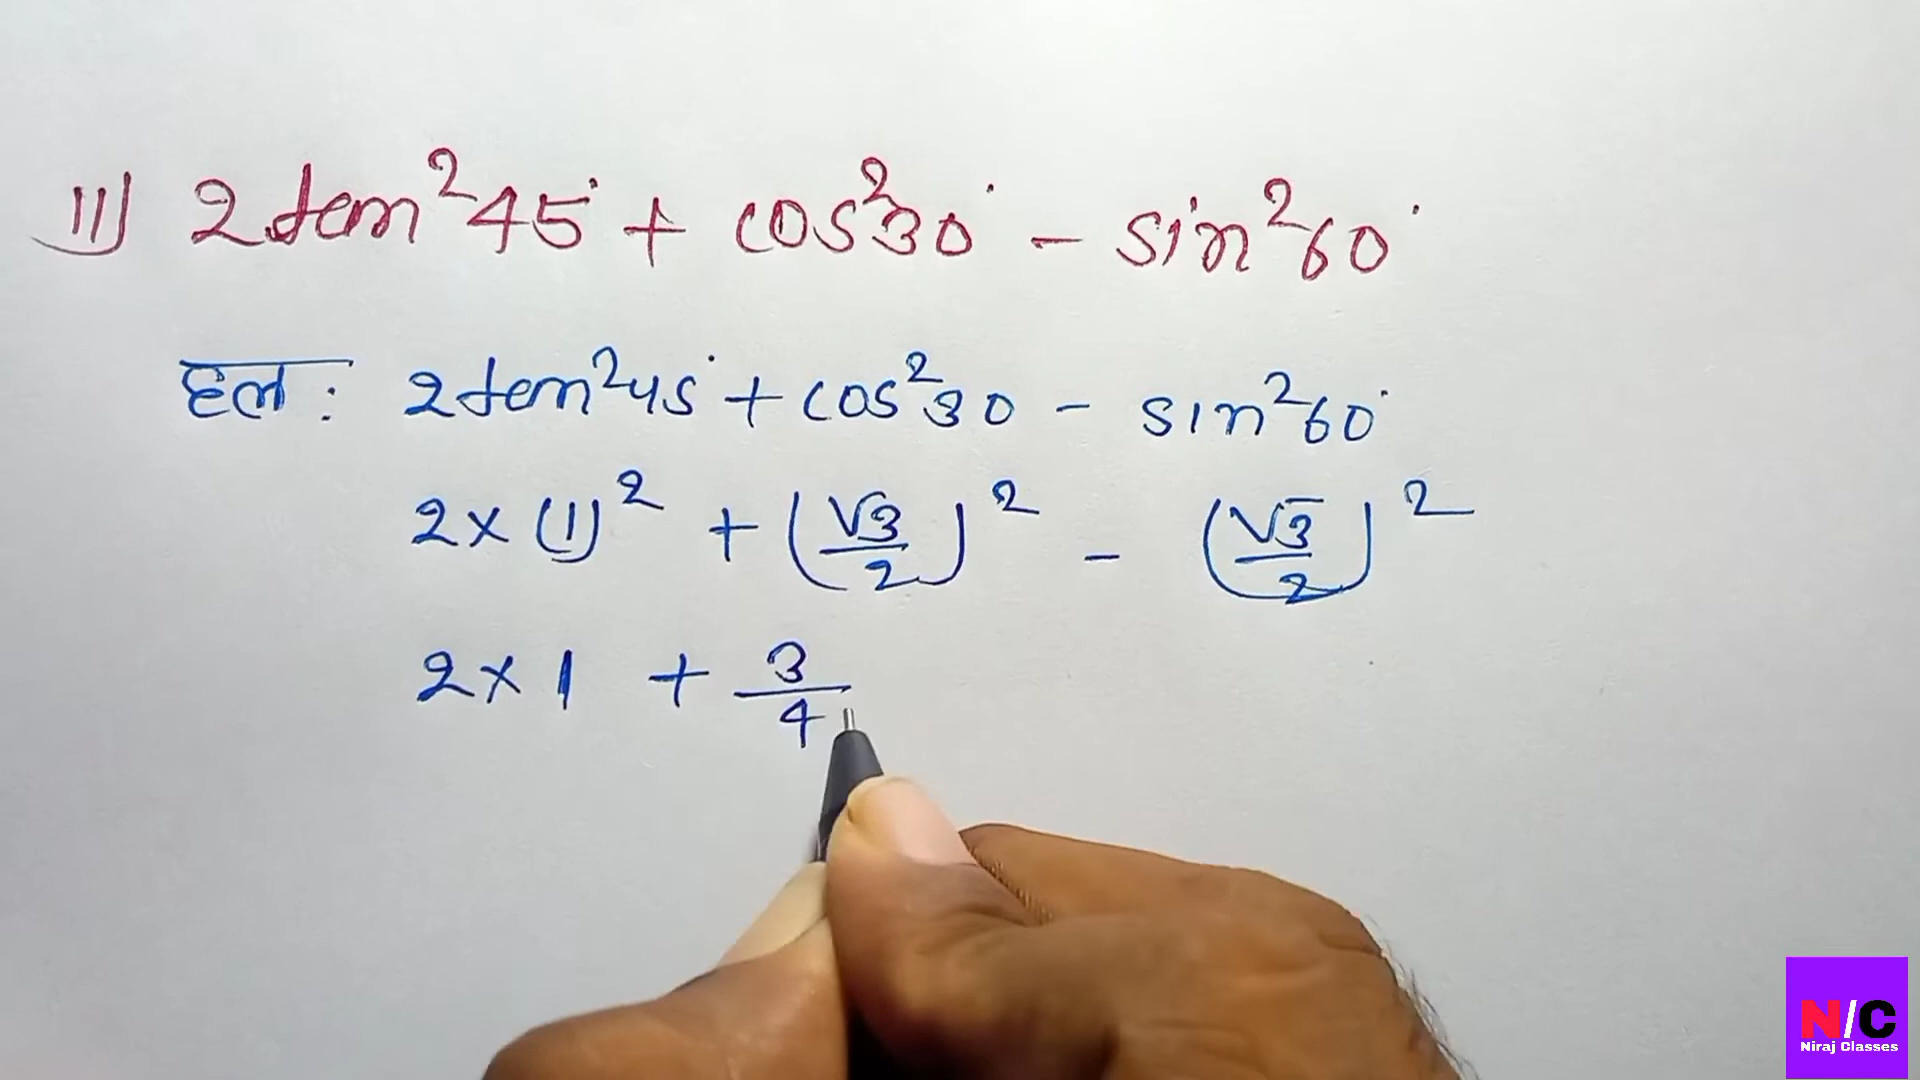 II) 2tan²45° + cos²30° - sin²60°
हल : 2tan²45° + cos²30 - sin²60°
2 × (1)² + (√3/2)² - (√3/2)²
2 × 1 + 3/4
N/C
Niraj Classes